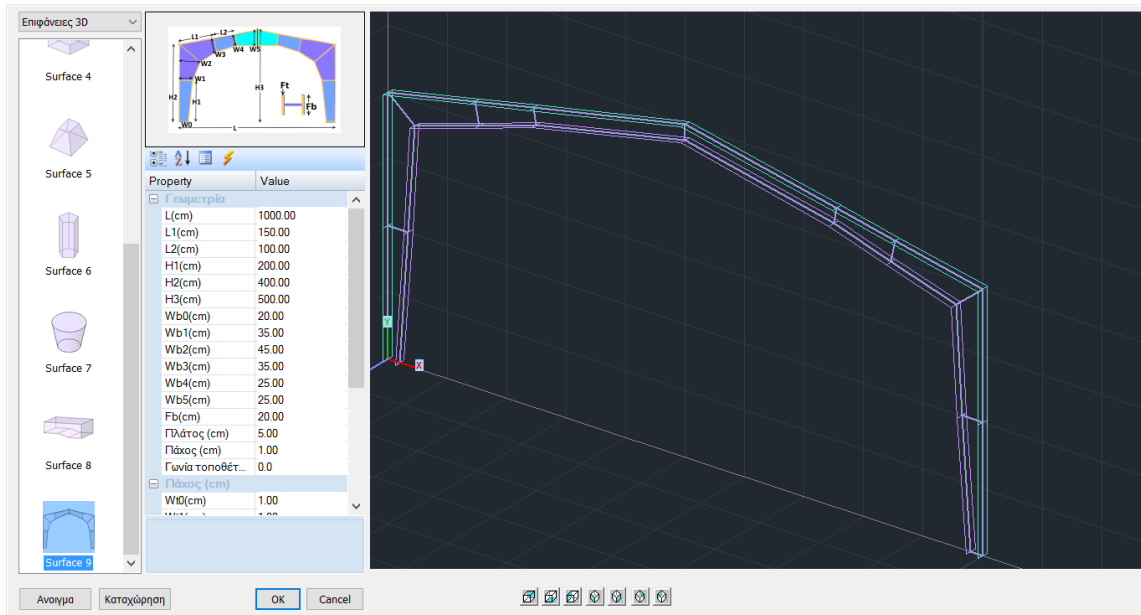 Επιφάνειες 3D
Surface 4
Surface 5
Surface 6
Surface 7
Surface 8
Surface 9
L1
L2
W3
W4
W5
W2
W1
H2
H1
H3
Ft
Fb
W0
L
Property Value
Γεωμετρία
L(cm) 1000.00
L1(cm) 150.00
L2(cm) 100.00
H1(cm) 200.00
H2(cm) 400.00
H3(cm) 500.00
Wb0(cm) 20.00
Wb1(cm) 35.00
Wb2(cm) 45.00
Wb3(cm) 35.00
Wb4(cm) 25.00
Wb5(cm) 25.00
Fb(cm) 20.00
Πλάτος (cm) 5.00
Πάχος (cm) 1.00
Γωνία τοποθέτ... 0.0
Πάχος (cm)
Wt0(cm) 1.00
Y
X
Ανοιγμα Καταχώρηση OK Cancel